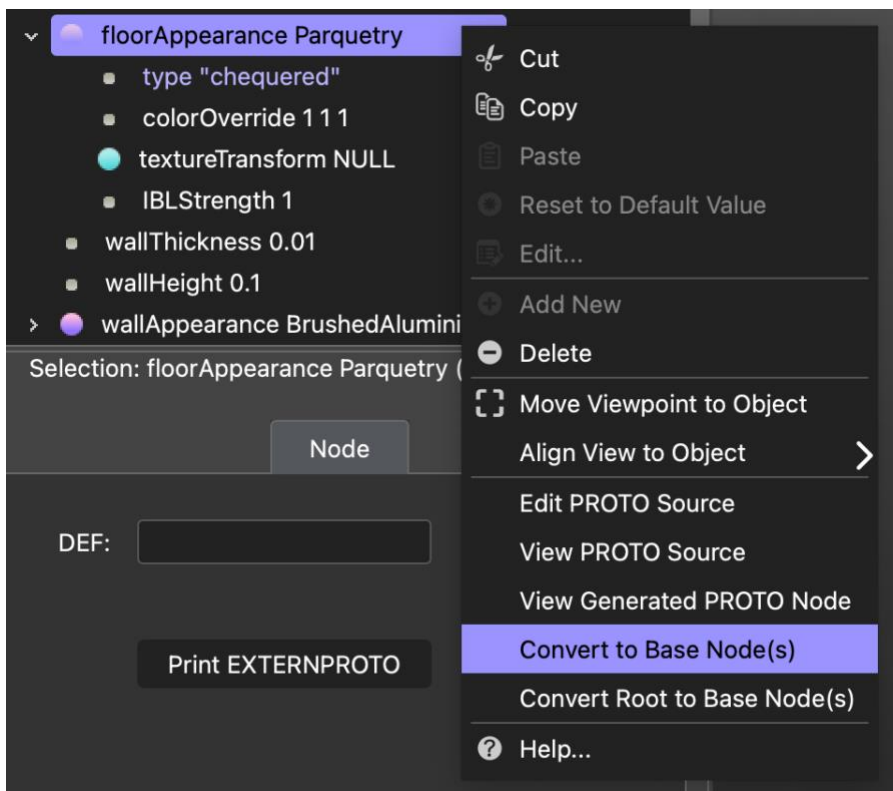 floorAppearance Parquetry
type "chequered"
colorOverride 1 1 1
textureTransform NULL
IBLStrength 1
wallThickness 0.01
wallHeight 0.1
wallAppearance BrushedAlumini
Selection: floorAppearance Parquetry (
Node
DEF:
Print EXTERNPROTO
Cut
Copy
Paste
Reset to Default Value
Edit...
Add New
Delete
Move Viewpoint to Object
Align View to Object
Edit PROTO Source
View PROTO Source
View Generated PROTO Node
Convert to Base Node(s)
Convert Root to Base Node(s)
Help...